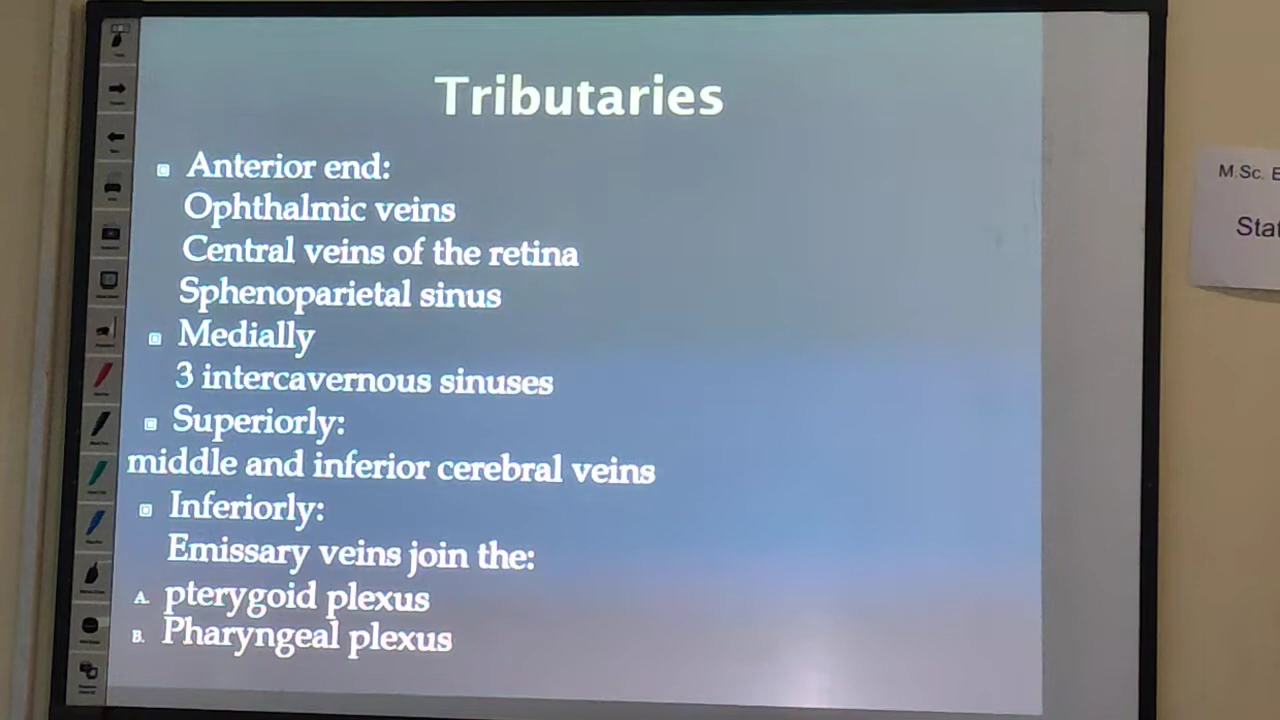 Tributaries
Anterior end:
Ophthalmic veins
Central veins of the retina
Sphenoparietal sinus
Medially
3 intercavernous sinuses
Superiorly:
middle and inferior cerebral veins
Inferiorly:
Emissary veins join the:
A. pterygoid plexus
B. Pharyngeal plexus
M.Sc. E
Stat